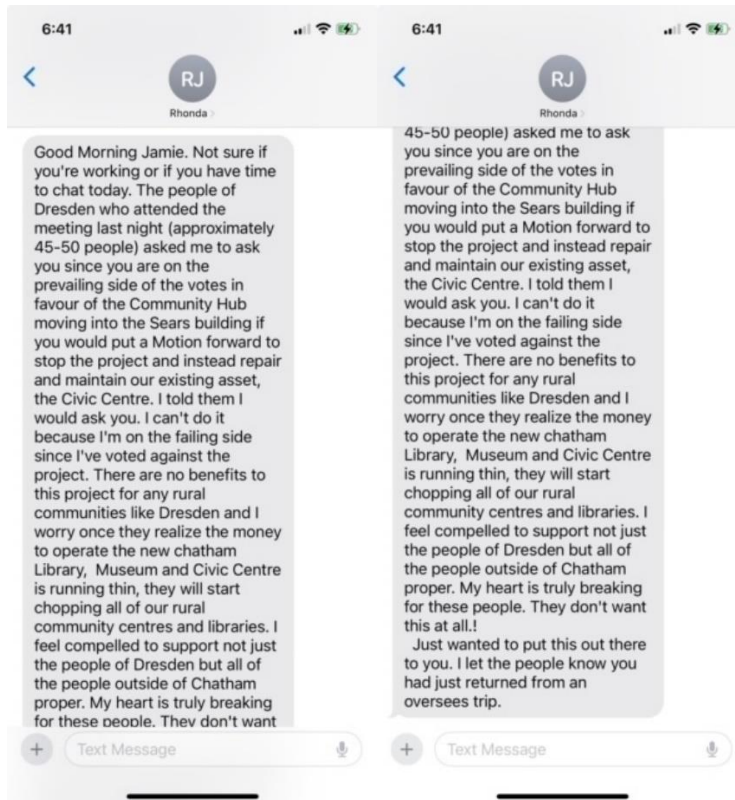 6:41
RJ
Rhonda
Good Morning Jamie. Not sure if
you're working or if you have time
to chat today. The people of
Dresden who attended the
meeting last night (approximately
45-50 people) asked me to ask
you since you are on the
prevailing side of the votes in
favour of the Community Hub
moving into the Sears building if
you would put a Motion forward to
stop the project and instead repair
and maintain our existing asset,
the Civic Centre. I told them I
would ask you. I can't do it
because I'm on the failing side
since I've voted against the
project. There are no benefits to
this project for any rural
communities like Dresden and I
worry once they realize the money
to operate the new chatham
Library,  Museum and Civic Centre
is running thin, they will start
chopping all of our rural
community centres and libraries. I
feel compelled to support not just
the people of Dresden but all of
the people outside of Chatham
proper. My heart is truly breaking
for these people. They don't want
Text Message
6:41
RJ
Rhonda
45-50 people) asked me to ask
you since you are on the
prevailing side of the votes in
favour of the Community Hub
moving into the Sears building if
you would put a Motion forward to
stop the project and instead repair
and maintain our existing asset,
the Civic Centre. I told them I
would ask you. I can't do it
because I'm on the failing side
since I've voted against the
project. There are no benefits to
this project for any rural
communities like Dresden and I
worry once they realize the money
to operate the new chatham
Library,  Museum and Civic Centre
is running thin, they will start
chopping all of our rural
community centres and libraries. I
feel compelled to support not just
the people of Dresden but all of
the people outside of Chatham
proper. My heart is truly breaking
for these people. They don't want
this at all.!
Just wanted to put this out there
to you. I let the people know you
had just returned from an
oversees trip.
Text Message